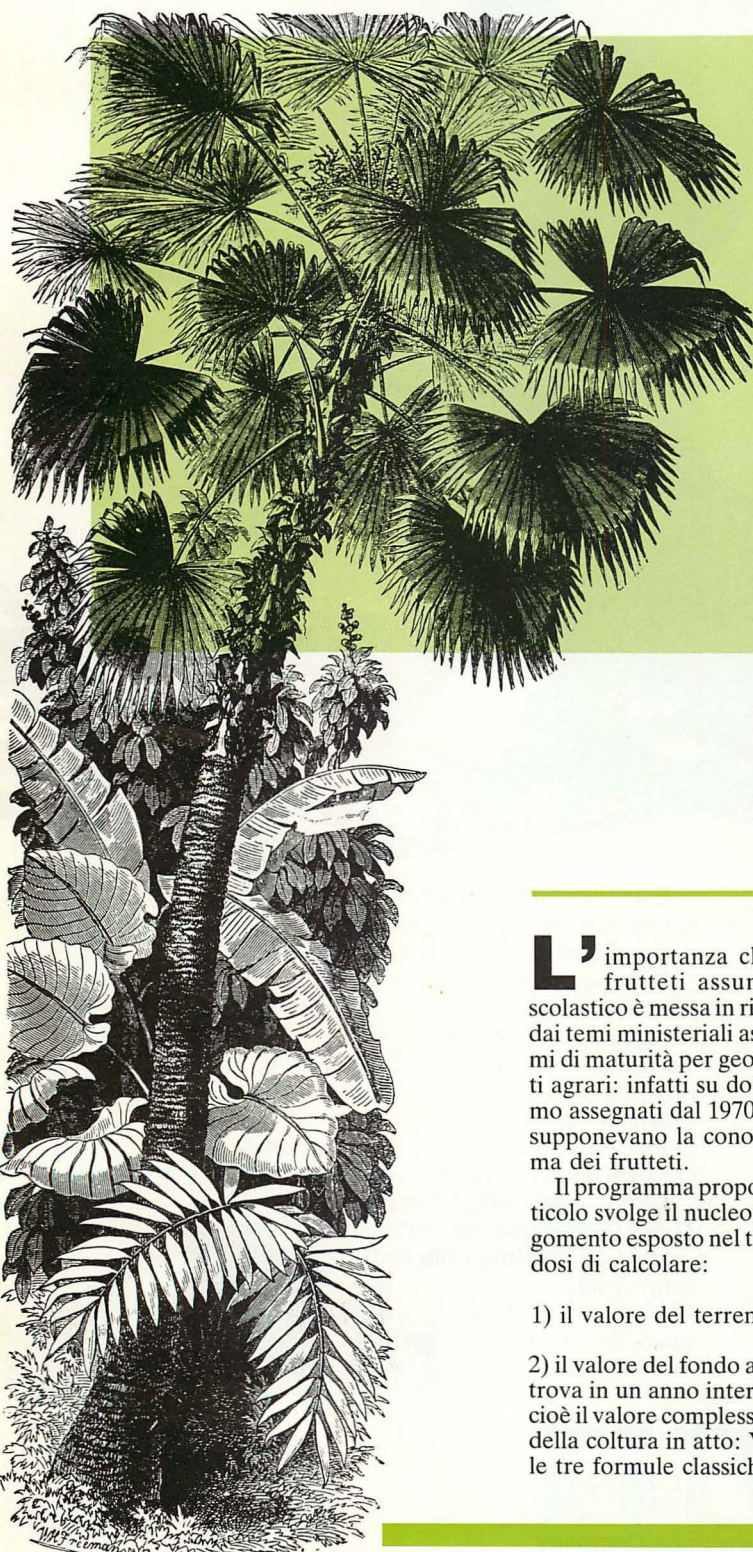 L'importanza ch
frutteti assur
scolastico è messa in ri
dai temi ministeriali as
mi di maturità per geo
ti agrari: infatti su do
mo assegnati dal 1970
supponevano la cono
ma dei frutteti.
Il programma propo
ticolo svolge il nucleo
gomento esposto nel t
dosi di calcolare:
1) il valore del terren
2) il valore del fondo a
trova in un anno inter
cioè il valore compless
della coltura in atto: V
le tre formule classich